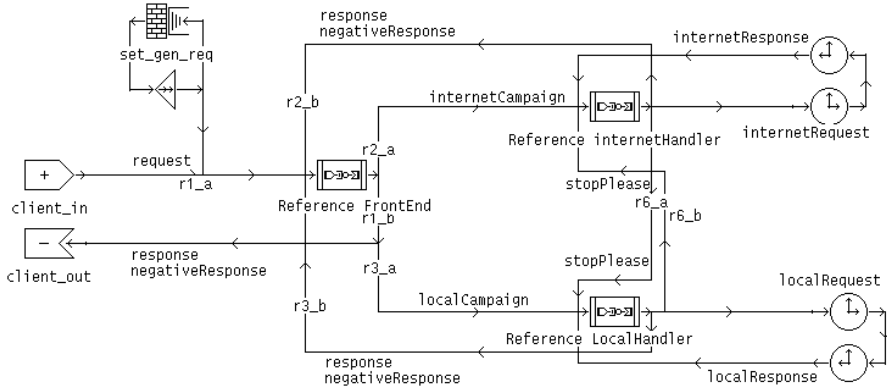 response
negativeResponse
internetResponse
set_gen_req
r2_b
internetCampaign
internetRequest
Reference internetHandler
request
r2_a
r1_a
stopPlease
client_in
Reference FrontEnd
r6_a
r6_b
r1_b
response
negativeResponse
client_out
r3_a
stopPlease
localRequest
r3_b
localCampaign
Reference LocalHandler
response
negativeResponse
localResponse
+
−